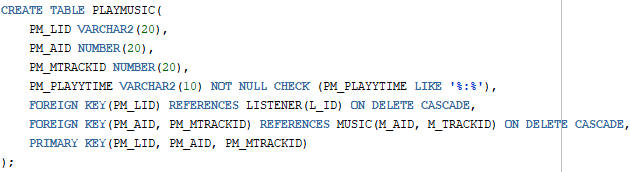 CREATE TABLE PLAYMUSIC(
PM_LID VARCHAR2(20),
PM_AID NUMBER(20),
PM_MTRACKID NUMBER(20),
PM_PLAYYTIME VARCHAR2(10) NOT NULL CHECK (PM_PLAYYTIME LIKE '%:%'),
FOREIGN KEY(PM_LID) REFERENCES LISTENER(L_ID) ON DELETE CASCADE,
FOREIGN KEY(PM_AID, PM_MTRACKID) REFERENCES MUSIC(M_AID, M_TRACKID) ON DELETE CASCADE,
PRIMARY KEY(PM_LID, PM_AID, PM_MTRACKID)
);